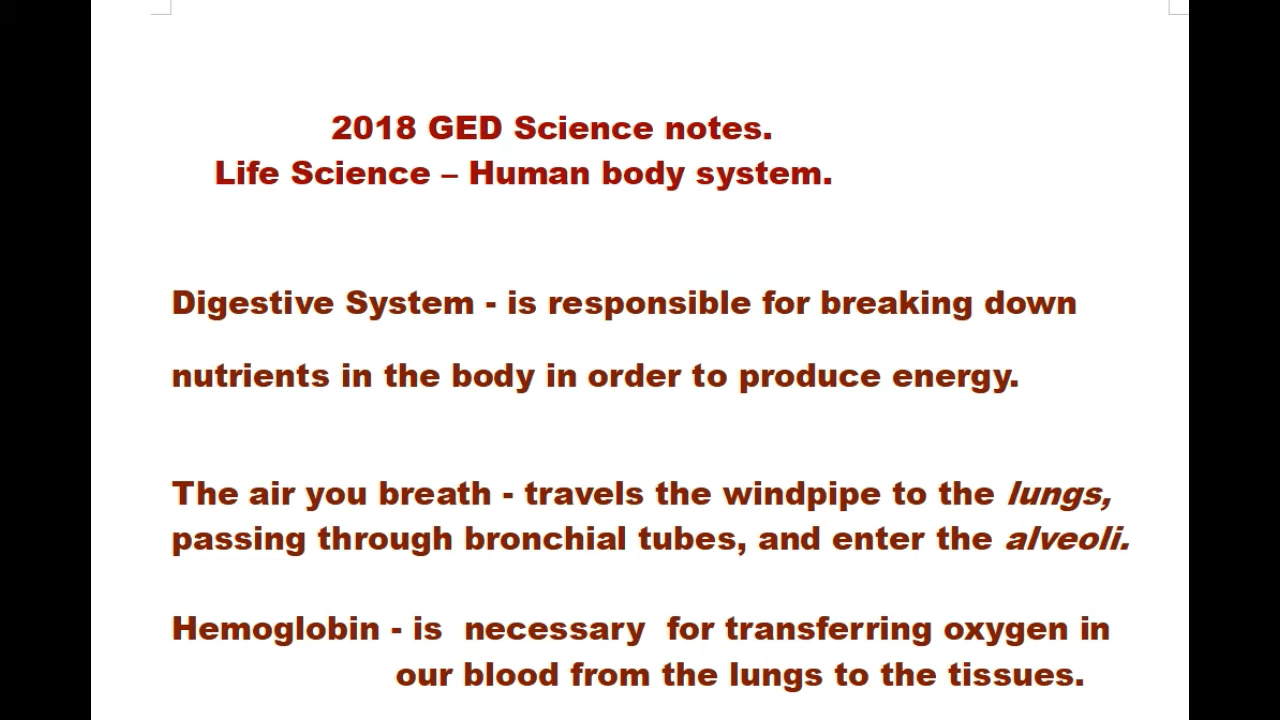 2018 GED Science notes.
Life Science – Human body system.
Digestive System - is responsible for breaking down
nutrients in the body in order to produce energy.
The air you breath - travels the windpipe to the lungs,
passing through bronchial tubes, and enter the alveoli.
Hemoglobin - is necessary for transferring oxygen in
our blood from the lungs to the tissues.